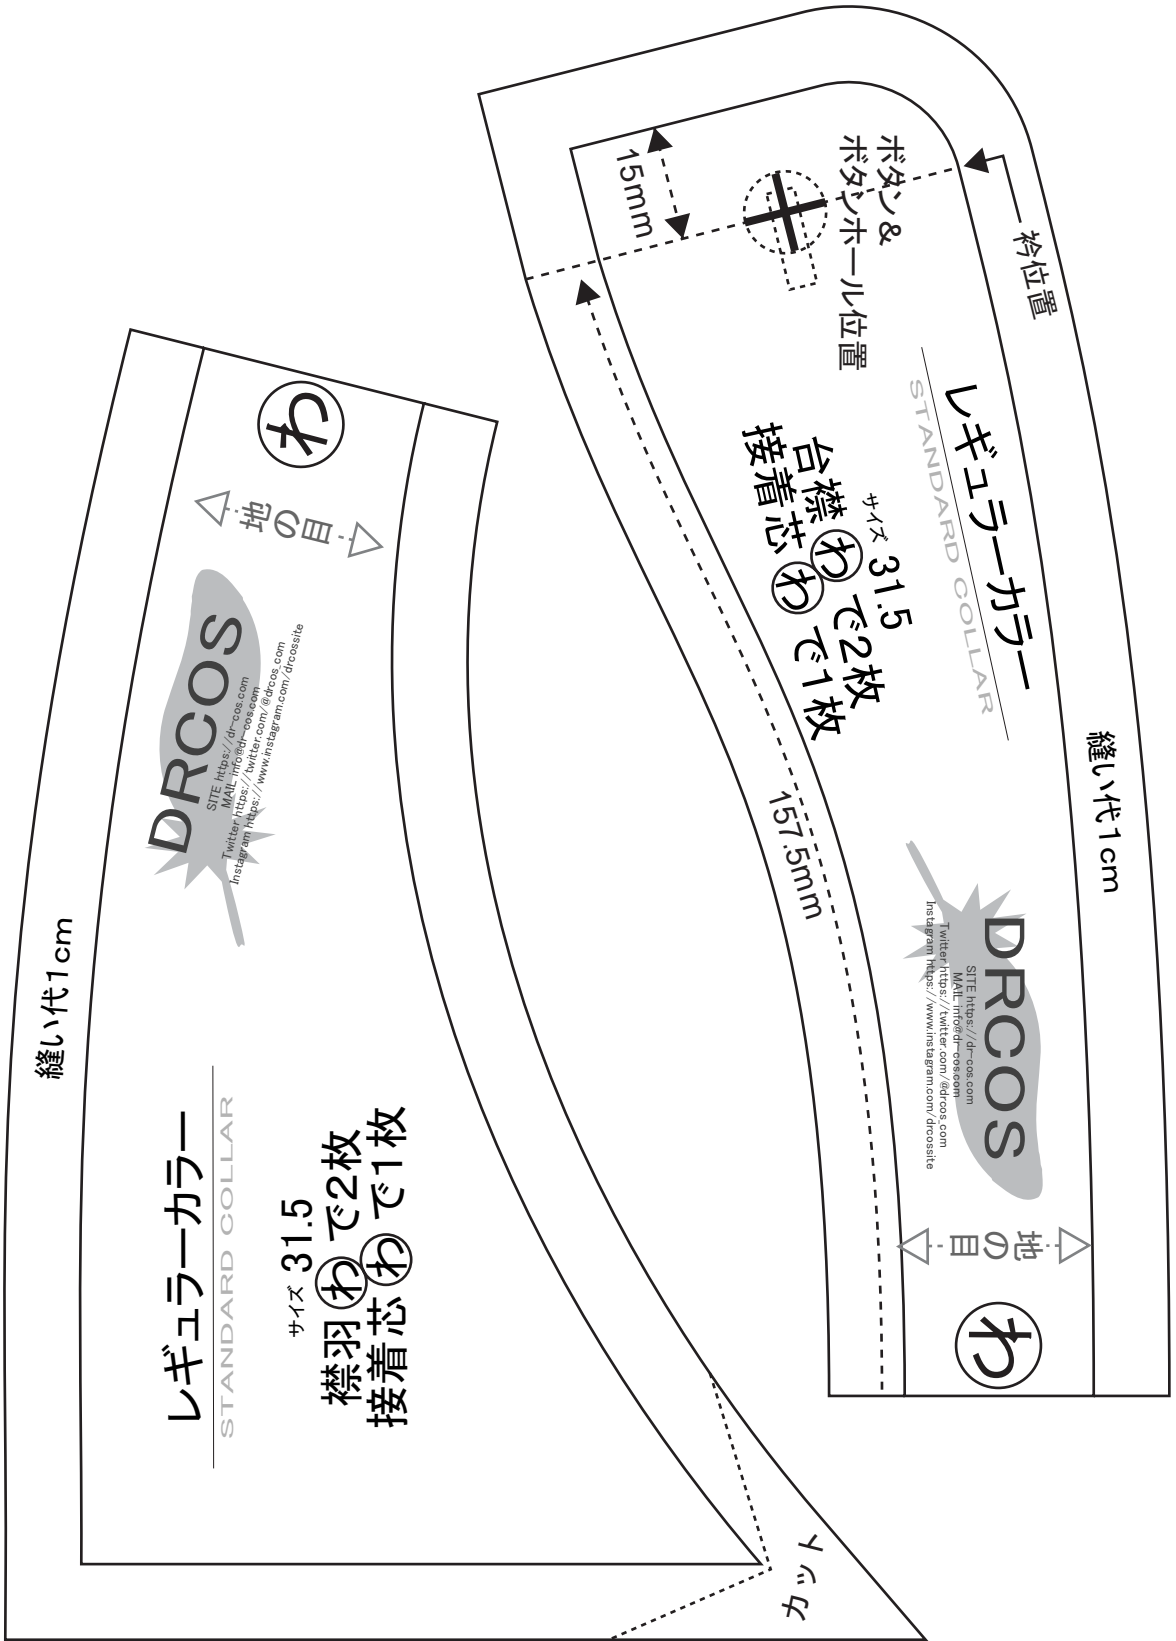 わ
地の目
DRCOS
SITE https://dr-cos.com
MAIL info@dr-cos.com
Twitter https://twitter.com/@drcos_com
Instagram https://www.instagram.com/drcossite
縫い代1cm
レギュラーカラー
STANDARD COLLAR
サイズ 31.5
襟羽わで2枚
接着芯わで1枚
カット
15mm
ボタン&
ボタンホール位置
衿位置
レギュラーカラー
STANDARD COLLAR
サイズ 31.5
台襟わで2枚
接着芯わで1枚
157.5mm
縫い代1cm
DRCOS
SITE https://dr-cos.com
MAIL info@dr-cos.com
Twitter https://twitter.com/@drcos_com
Instagram https://www.instagram.com/drcossite
地の目
わ